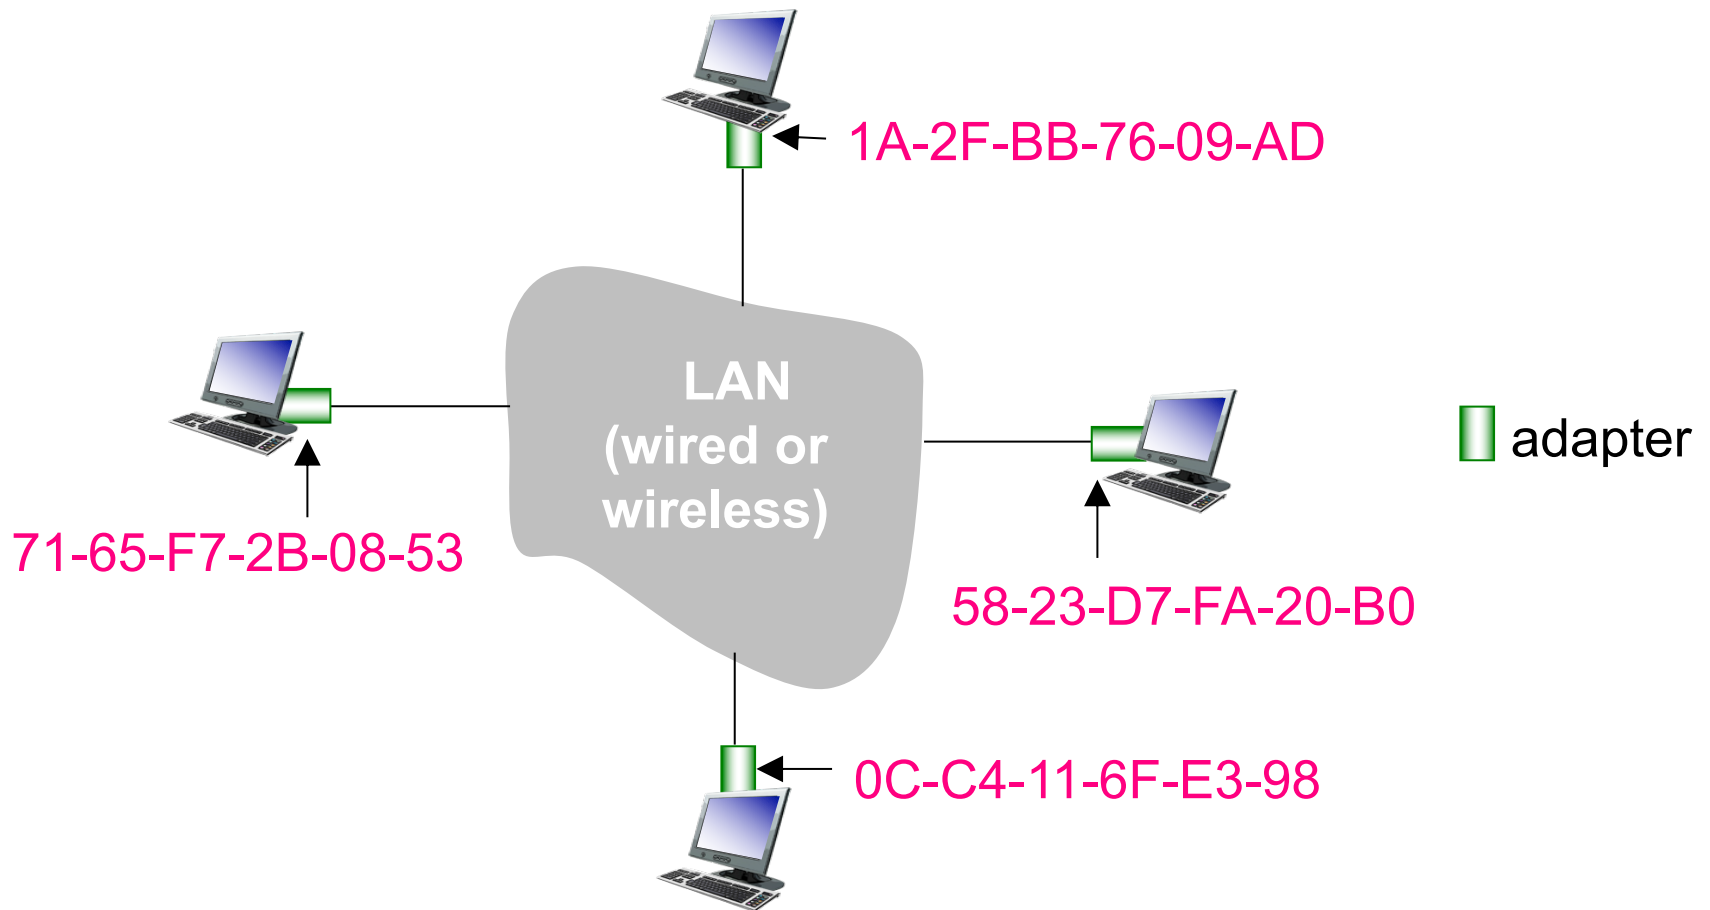 1A-2F-BB-76-09-AD
LAN
(wired or
wireless)
adapter
71-65-F7-2B-08-53
58-23-D7-FA-20-B0
0C-C4-11-6F-E3-98